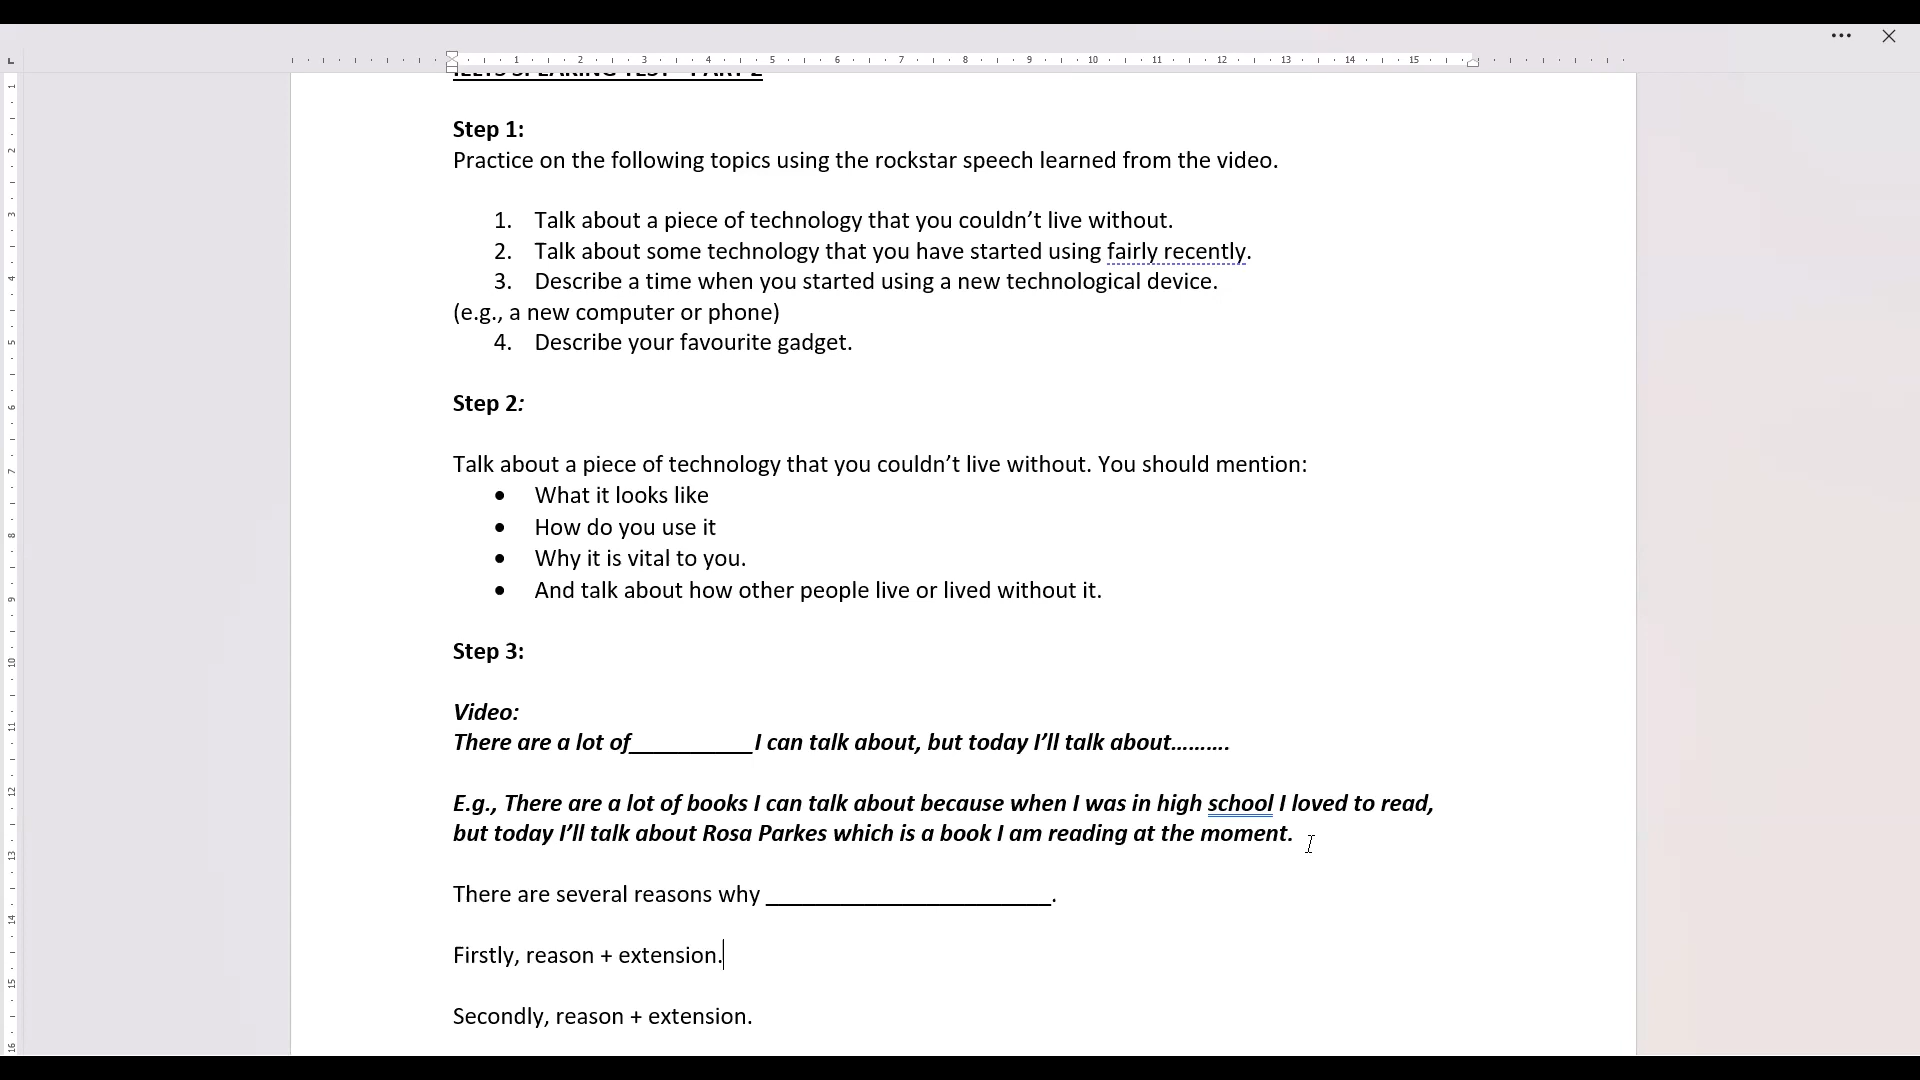 IELTS SPEAKING TEST - PART 2
Step 1:
Practice on the following topics using the rockstar speech learned from the video.
1. Talk about a piece of technology that you couldn’t live without.
2. Talk about some technology that you have started using fairly recently.
3. Describe a time when you started using a new technological device.
(e.g., a new computer or phone)
4. Describe your favourite gadget.
Step 2:
Talk about a piece of technology that you couldn’t live without. You should mention:
• What it looks like
• How do you use it
• Why it is vital to you.
• And talk about how other people live or lived without it.
Step 3:
Video:
There are a lot of__________I can talk about, but today I’ll talk about……….
E.g., There are a lot of books I can talk about because when I was in high school I loved to read,
but today I’ll talk about Rosa Parkes which is a book I am reading at the moment.
There are several reasons why _______________________.
Firstly, reason + extension.
Secondly, reason + extension.